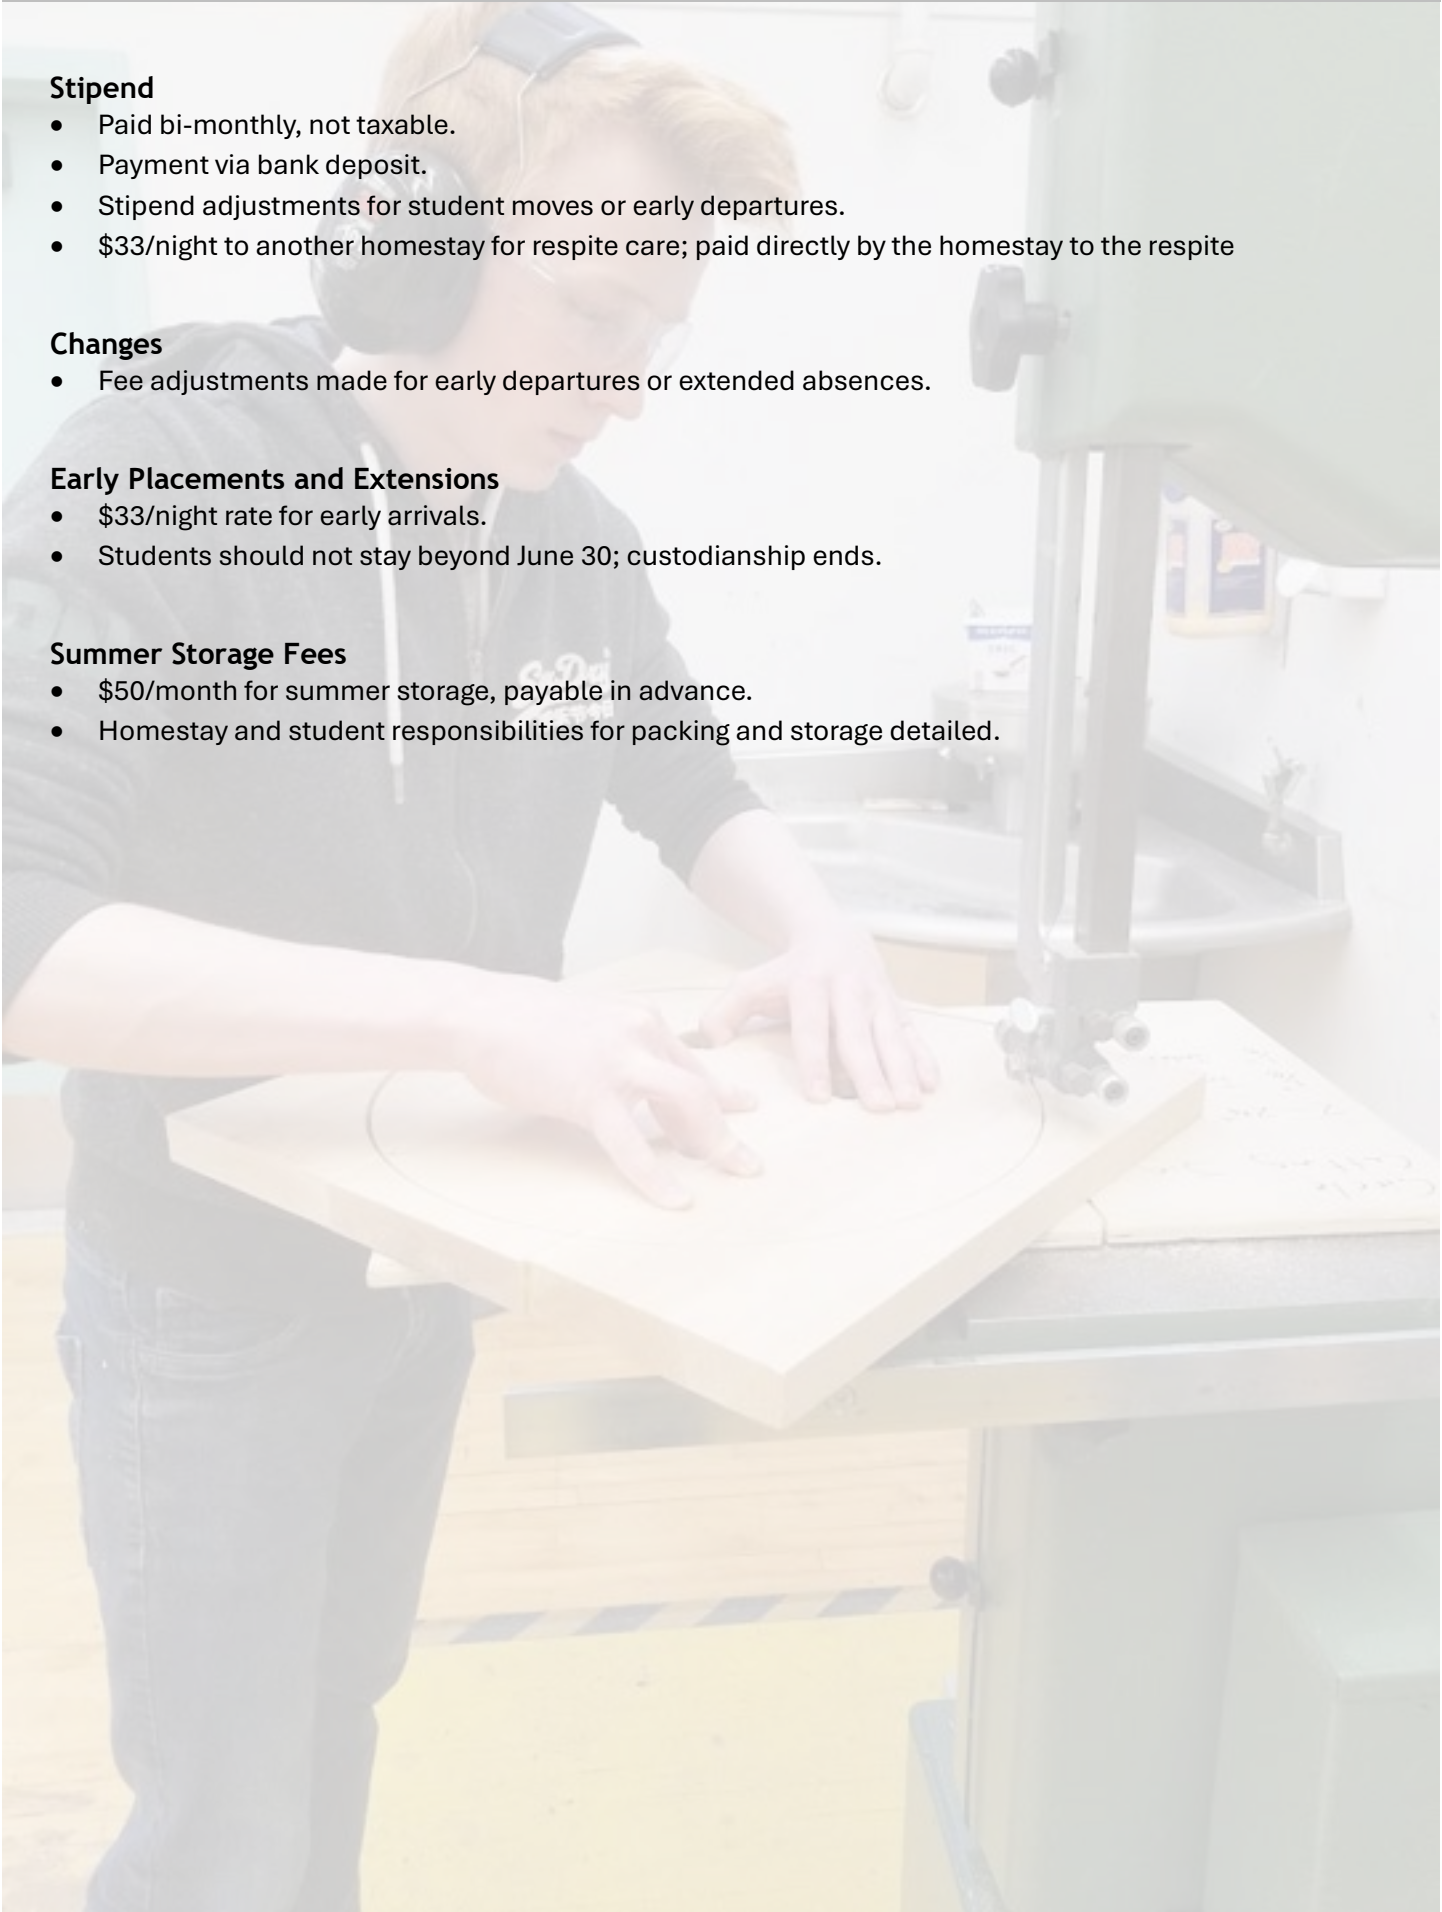 Stipend
• Paid bi-monthly, not taxable.
• Payment via bank deposit.
• Stipend adjustments for student moves or early departures.
• $33/night to another homestay for respite care; paid directly by the homestay to the respite
Changes
• Fee adjustments made for early departures or extended absences.
Early Placements and Extensions
• $33/night rate for early arrivals.
• Students should not stay beyond June 30; custodianship ends.
Summer Storage Fees
• $50/month for summer storage, payable in advance.
• Homestay and student responsibilities for packing and storage detailed.